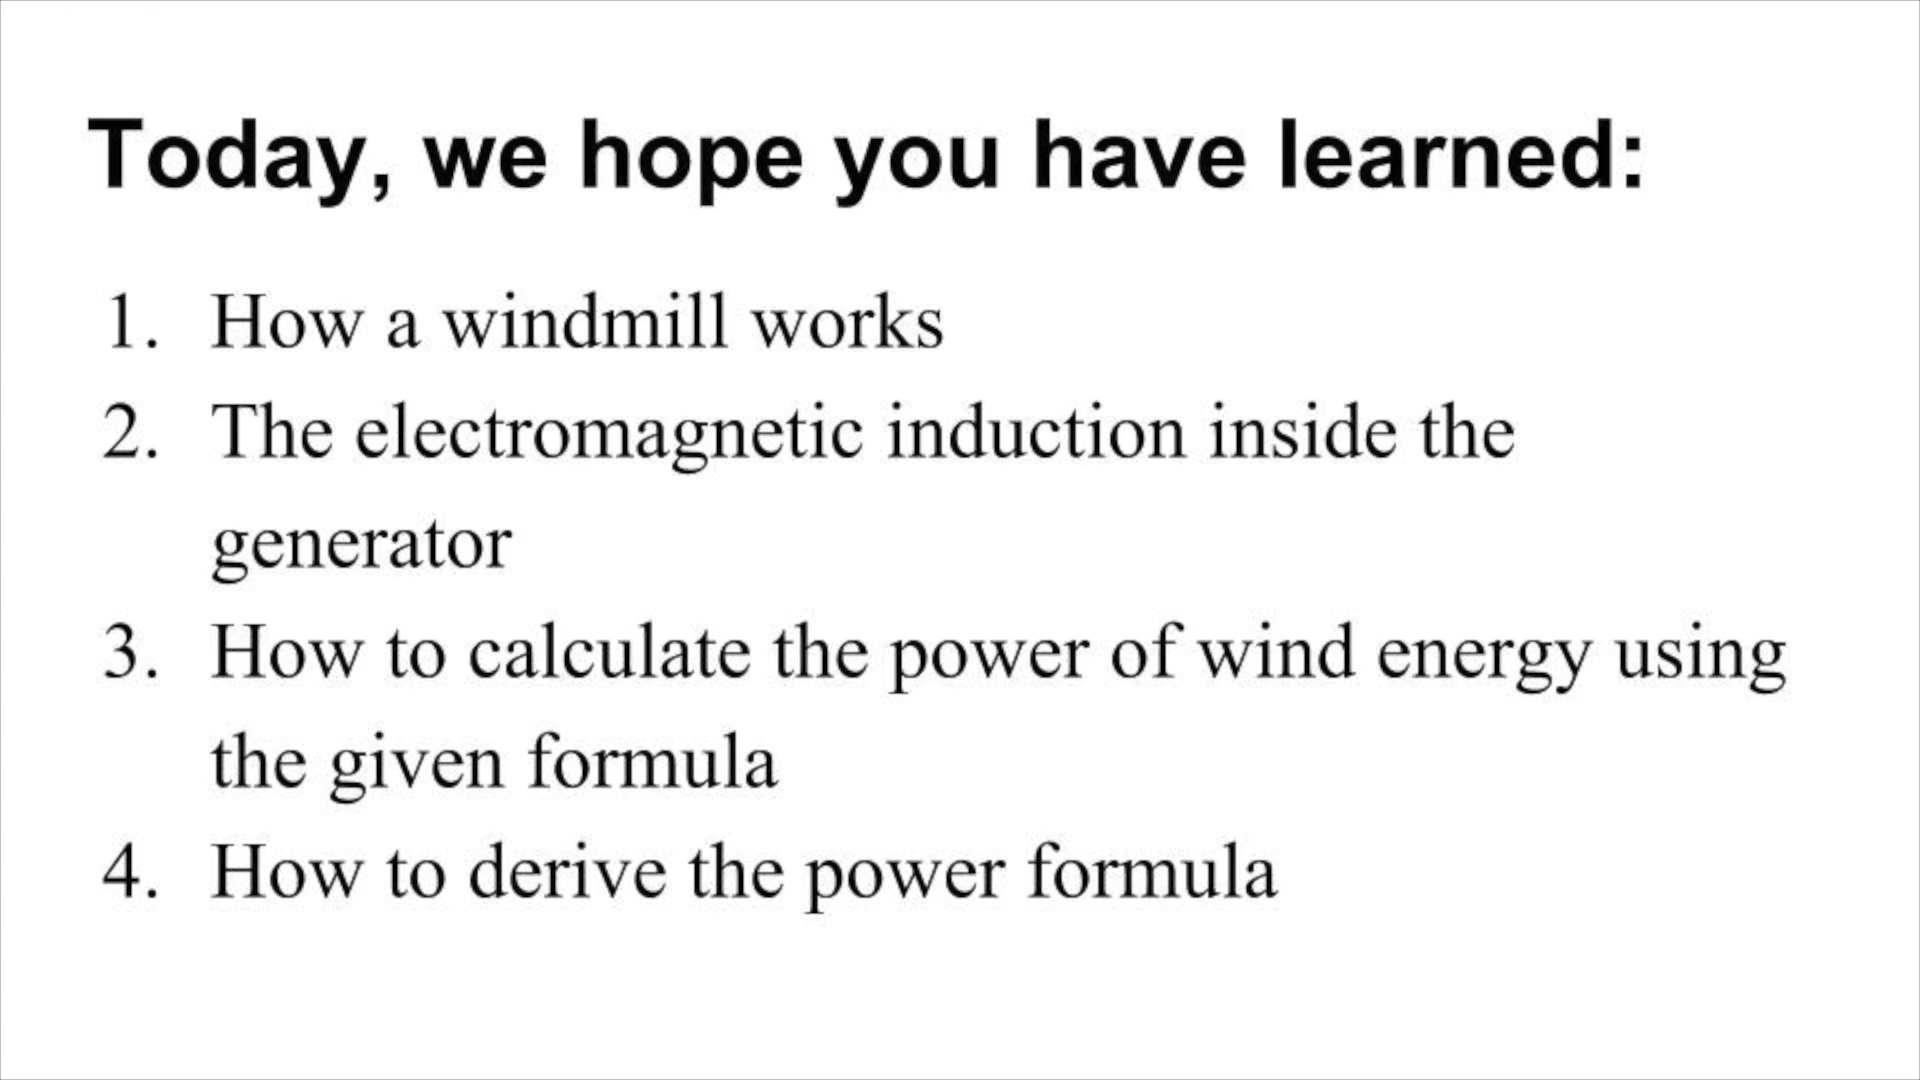 Today, we hope you have learned:
1. How a windmill works
2. The electromagnetic induction inside the
generator
3. How to calculate the power of wind energy using
the given formula
4. How to derive the power formula